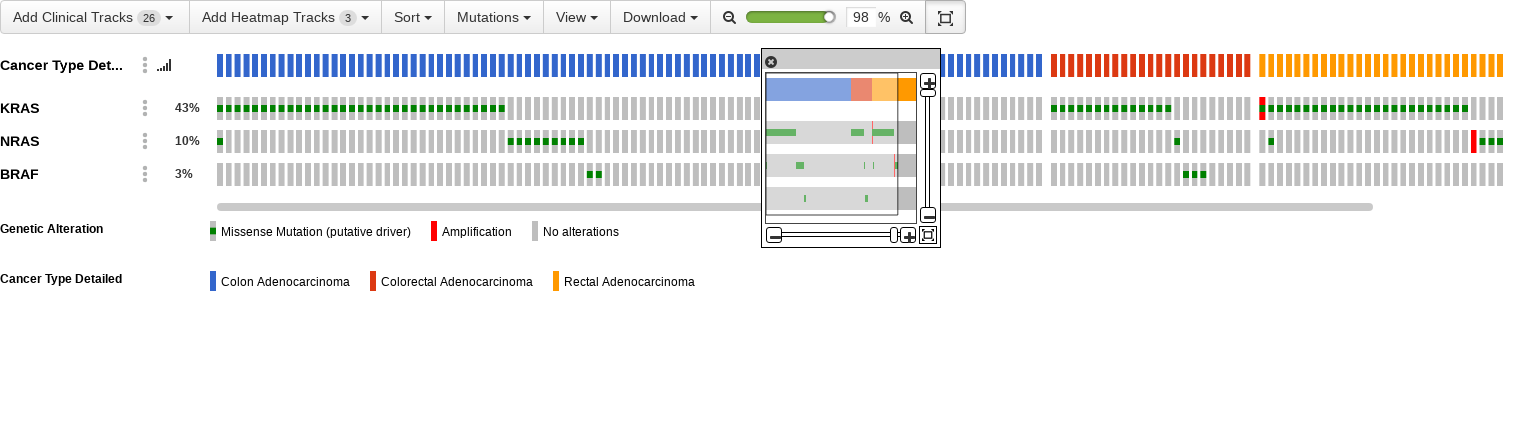 Add Clinical Tracks 26 Add Heatmap Tracks 3 Sort Mutations View Download 98 %
Cancer Type Det...
KRAS 43%
NRAS 10%
BRAF 3%
Genetic Alteration Missense Mutation (putative driver) Amplification No alterations
Cancer Type Detailed Colon Adenocarcinoma Colorectal Adenocarcinoma Rectal Adenocarcinoma